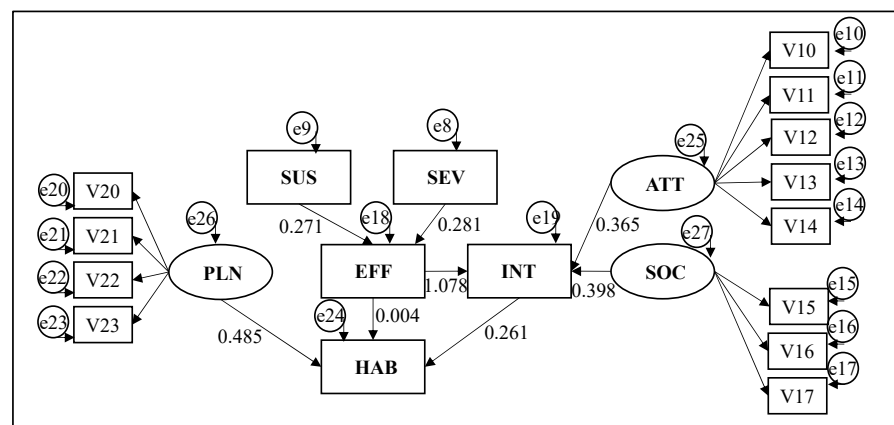 e10
V10
e11
V11
e12
V12
e13
V13
e14
V14
e25
ATT
e9
e8
SUS
SEV
0.271
0.281
0.365
e20
V20
e21
V21
e22
V22
e23
V23
e26
PLN
e18
EFF
e19
INT
1.078
0.398
e27
SOC
e24
0.004
0.261
0.485
HAB
e15
V15
e16
V16
e17
V17